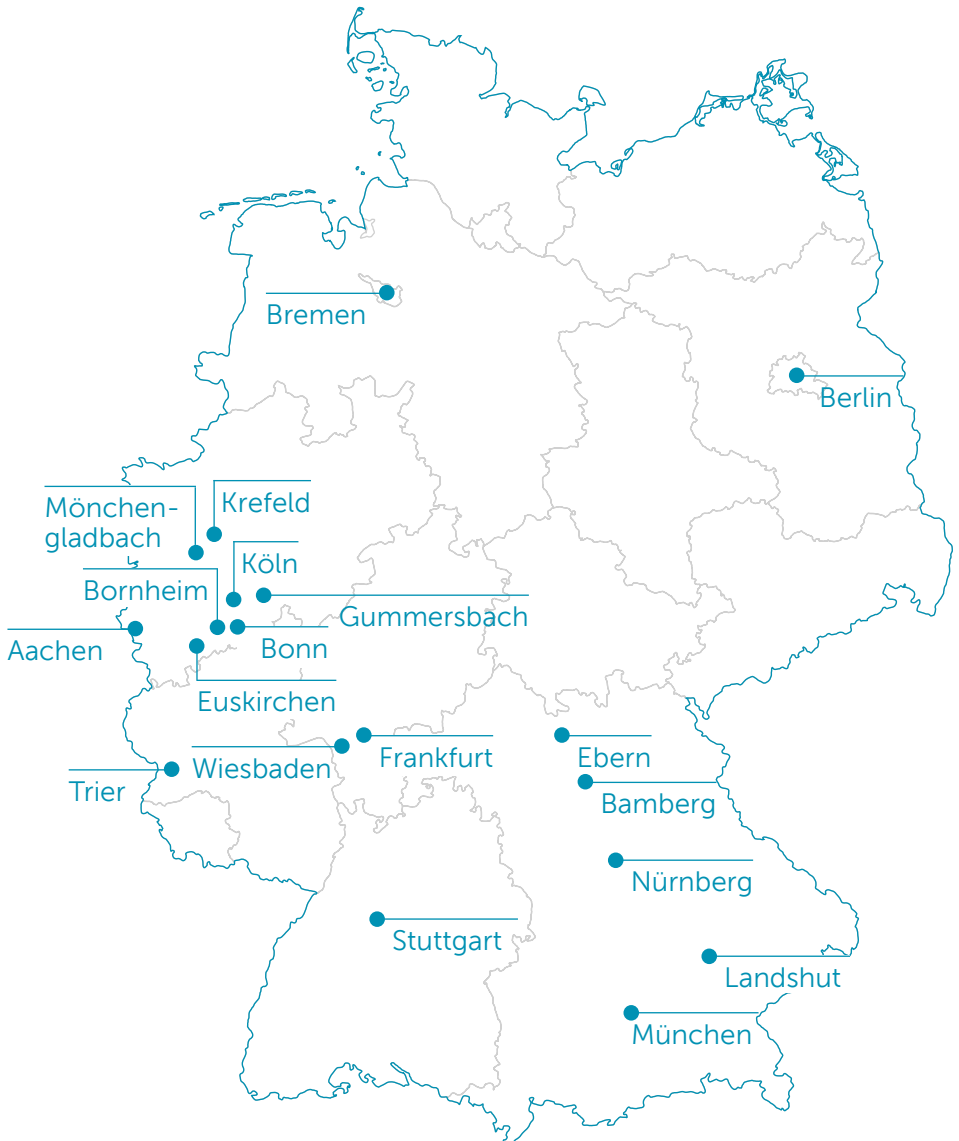 Bremen
Berlin
Mönchen-
gladbach
Krefeld
Köln
Bornheim
Gummersbach
Aachen
Bonn
Euskirchen
Wiesbaden
Frankfurt
Ebern
Trier
Bamberg
Nürnberg
Stuttgart
Landshut
München